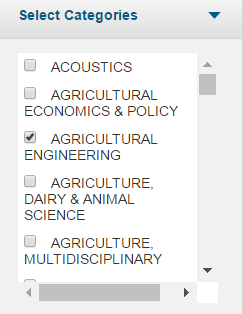 Select Categories
ACOUSTICS
AGRICULTURAL
ECONOMICS & POLICY
AGRICULTURAL
ENGINEERING
AGRICULTURE,
DAIRY & ANIMAL
SCIENCE
AGRICULTURE,
MULTIDISCIPLINARY